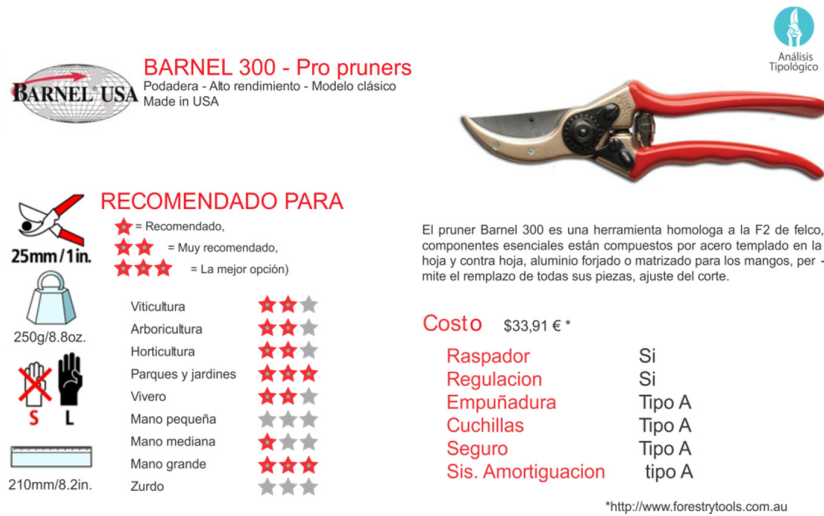 Análisis
Tipológico
BARNEL USA
BARNEL 300 - Pro pruners
Podadera - Alto rendimiento - Modelo clásico
Made in USA
RECOMENDADO PARA
= Recomendado,
= Muy recomendado,
= La mejor opción)
25mm/1in.
250g/8.8oz.
S L
210mm/8.2in.
Viticultura
Arboricultura
Horticultura
Parques y jardines
Vivero
Mano pequeña
Mano mediana
Mano grande
Zurdo
El pruner Barnel 300 es una herramienta homologa a la F2 de felco,
componentes esenciales están compuestos por acero templado en la
hoja y contra hoja, aluminio forjado o matrizado para los mangos, per -
mite el remplazo de todas sus piezas, ajuste del corte.
Costo $33,91 € *
Raspador Si
Regulacion Si
Empuñadura Tipo A
Cuchillas Tipo A
Seguro Tipo A
Sis. Amortiguacion tipo A
*http://www.forestrytools.com.au